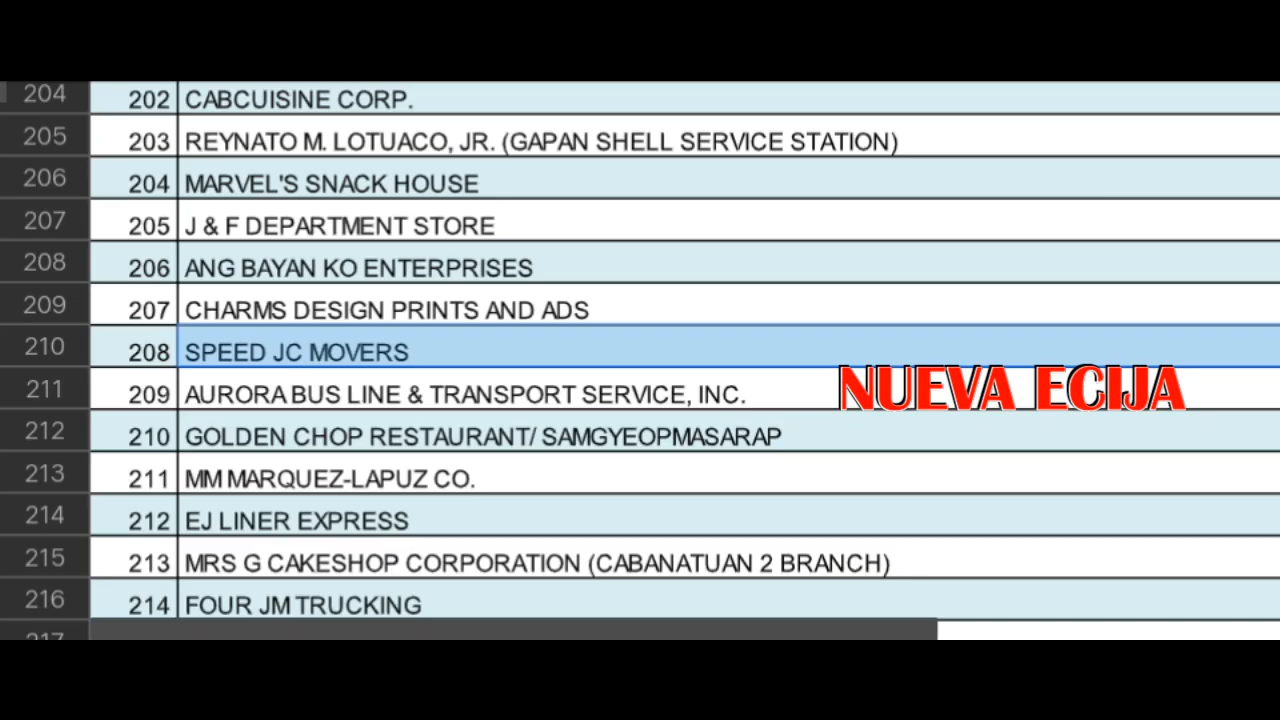 204 202 CABCUISINE CORP.
205 203 REYNATO M. LOTUACO, JR. (GAPAN SHELL SERVICE STATION)
206 204 MARVEL'S SNACK HOUSE
207 205 J & F DEPARTMENT STORE
208 206 ANG BAYAN KO ENTERPRISES
209 207 CHARMS DESIGN PRINTS AND ADS
210 208 SPEED JC MOVERS
211 209 AURORA BUS LINE & TRANSPORT SERVICE, INC.
NUEVA ECIJA
212 210 GOLDEN CHOP RESTAURANT/ SAMGYEOPMASARAP
213 211 MM MARQUEZ-LAPUZ CO.
214 212 EJ LINER EXPRESS
215 213 MRS G CAKESHOP CORPORATION (CABANATUAN 2 BRANCH)
216 214 FOUR JM TRUCKING
217